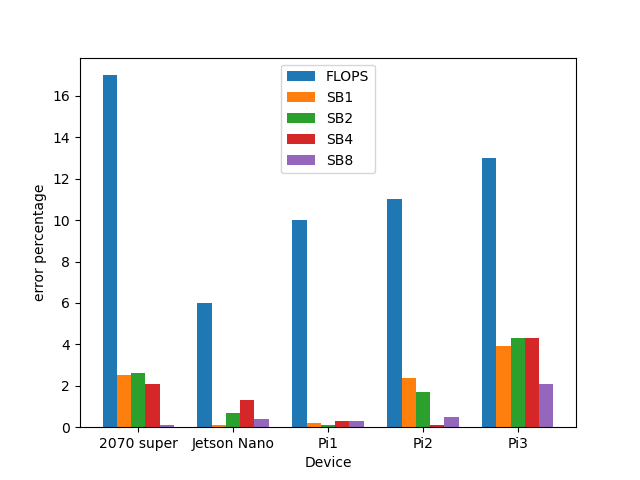 FLOPS
SB1
SB2
SB4
SB8
error percentage
16
14
12
10
8
6
4
2
0
2070 super Jetson Nano Pi1 Pi2 Pi3
Device